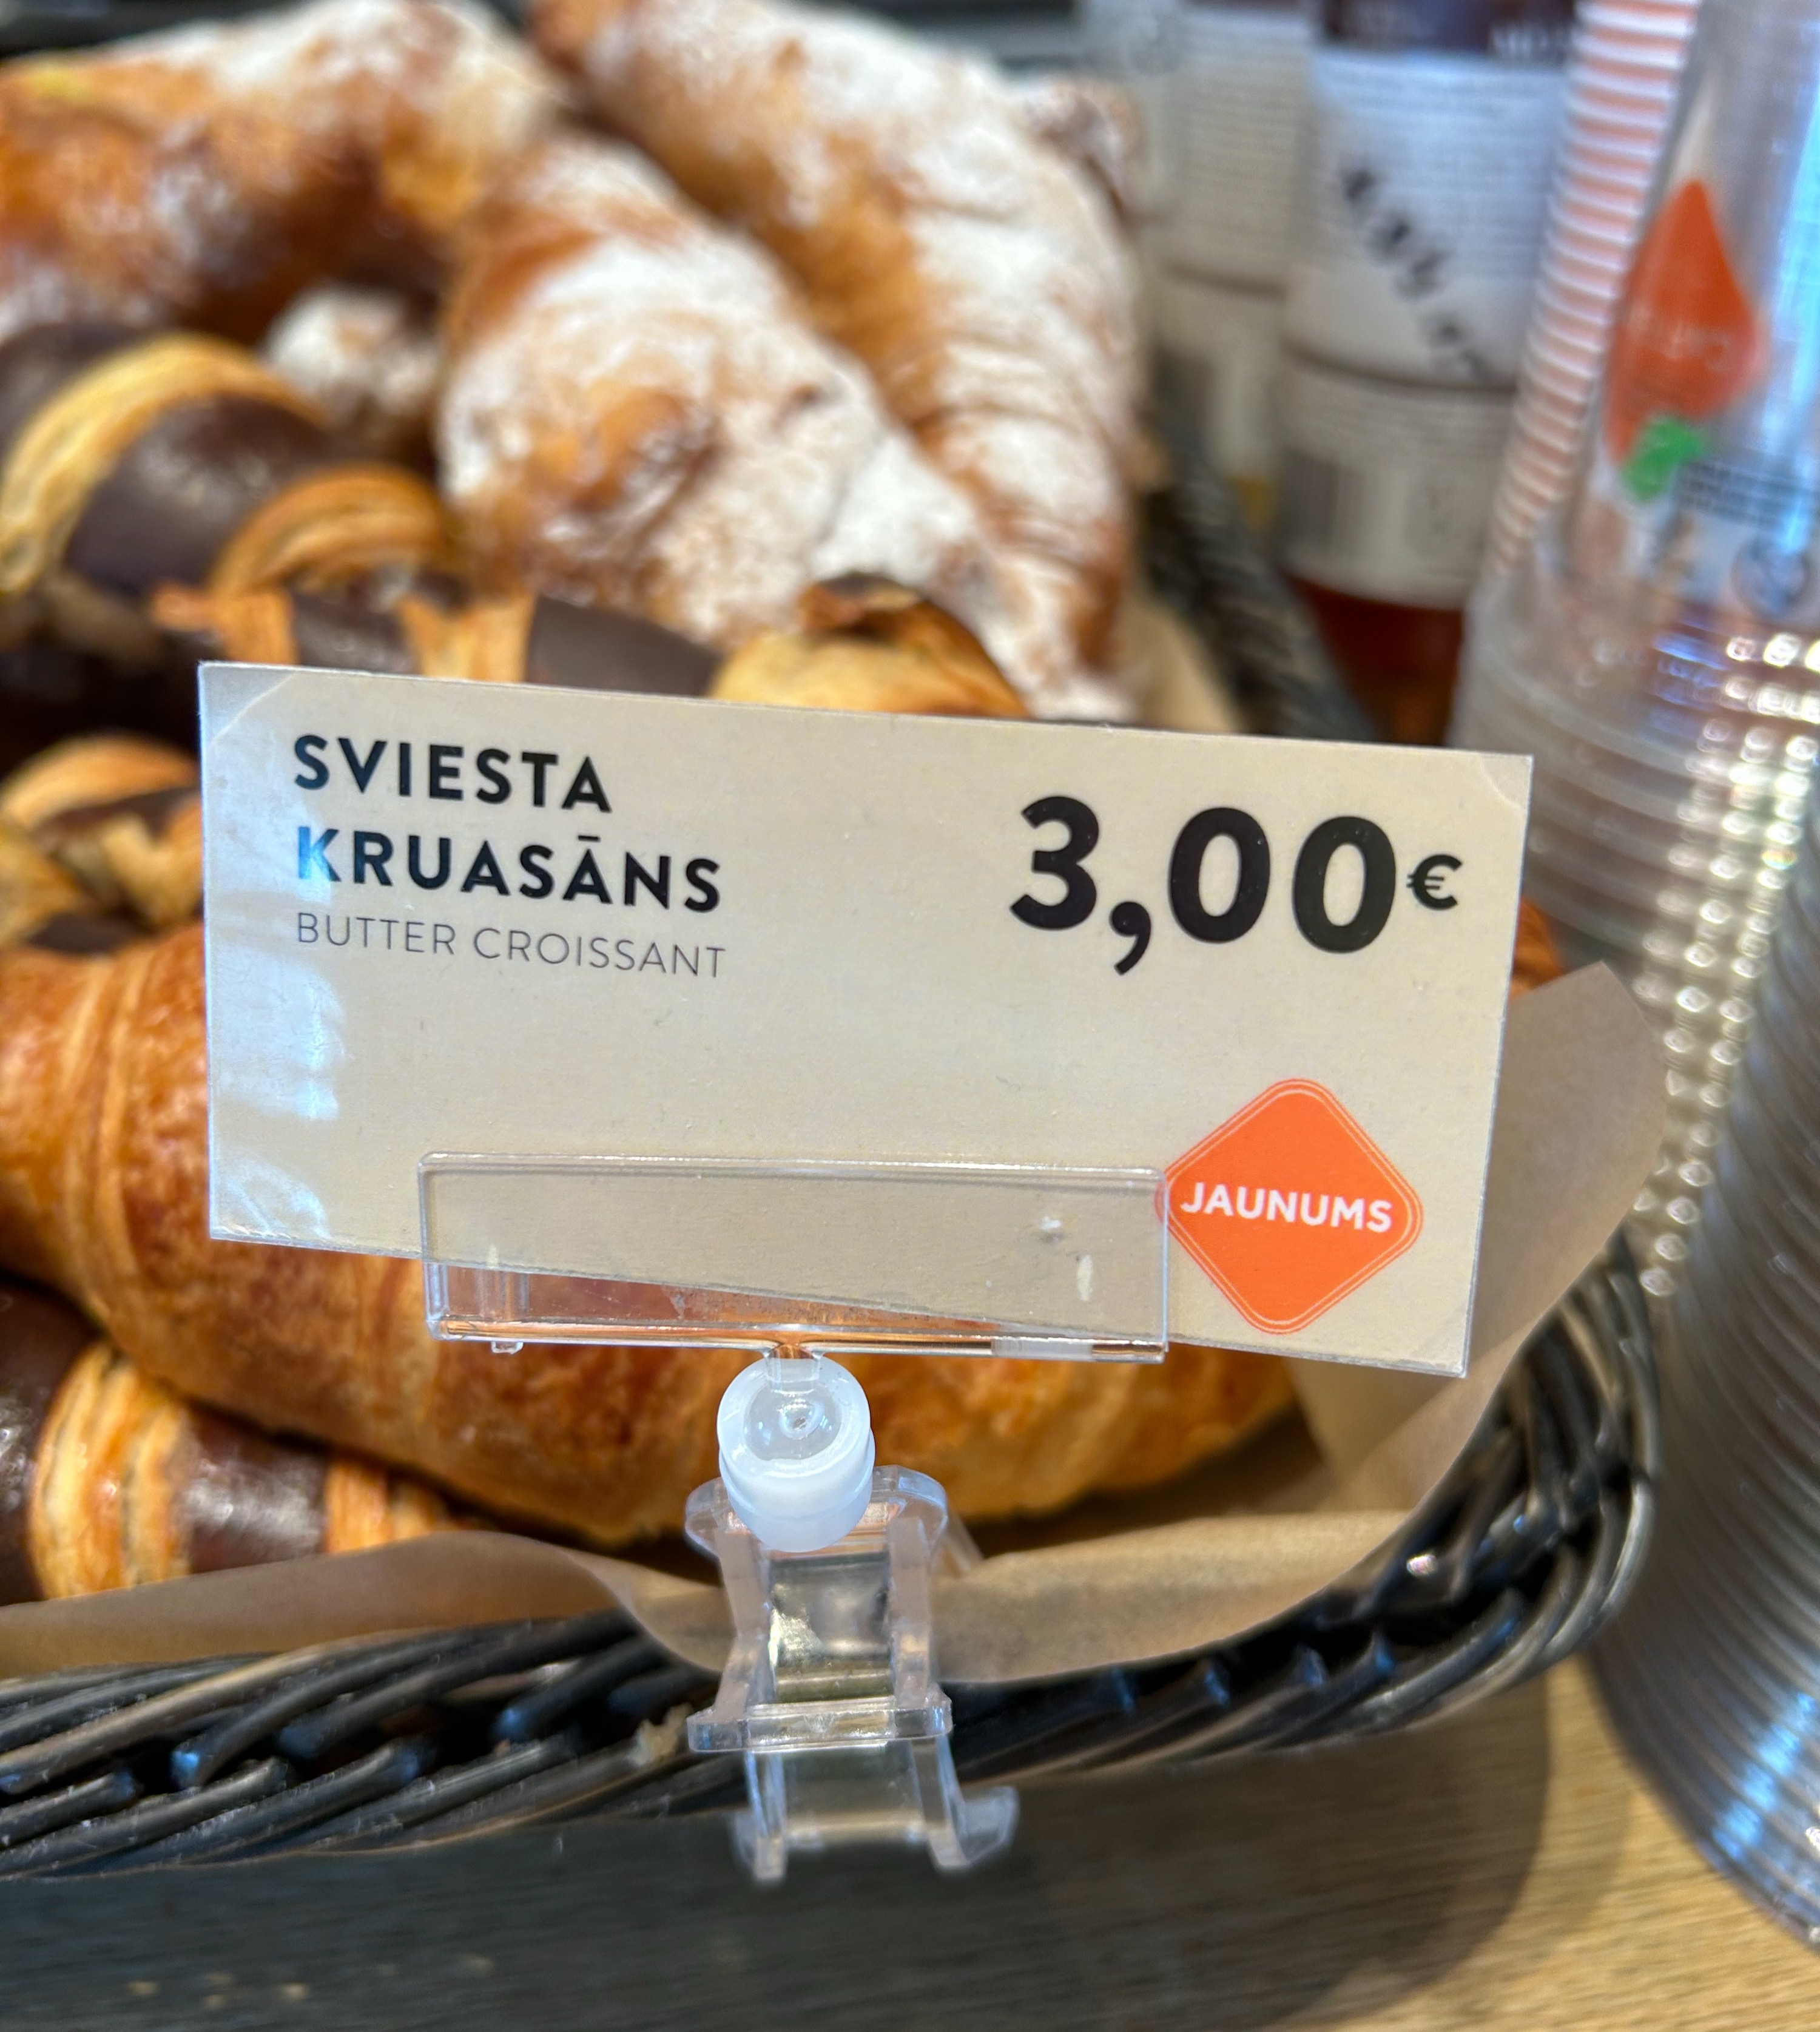 SVIESTA
KRUASĀNS
BUTTER CROISSANT
3,00€
JAUNUMS